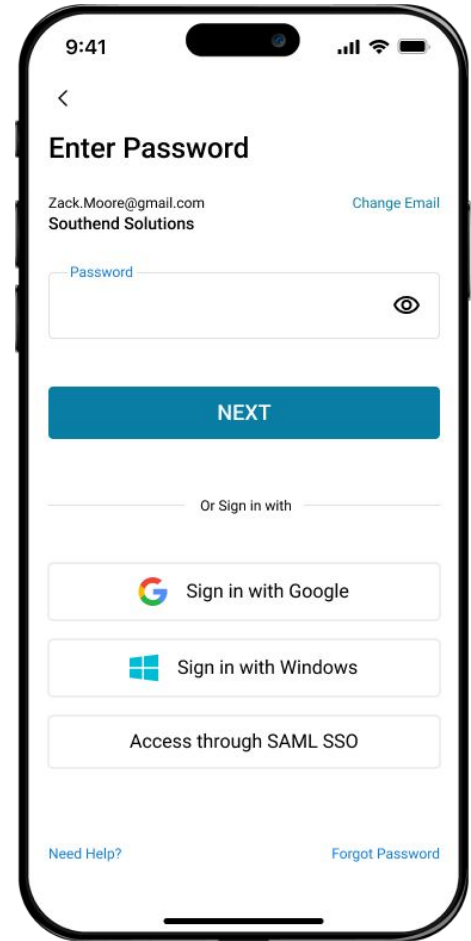 9:41
Enter Password
Zack.Moore@gmail.com
Change Email
Southend Solutions
Password
NEXT
Or Sign in with
Sign in with Google
Sign in with Windows
Access through SAML SSO
Need Help?
Forgot Password